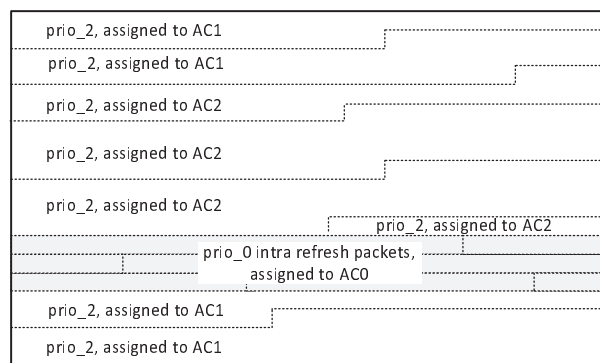 prio_2, assigned to AC1
prio_2, assigned to AC1
prio_2, assigned to AC2
prio_2, assigned to AC2
prio_2, assigned to AC2
prio_2, assigned to AC2
prio_0 intra refresh packets,
assigned to AC0
prio_2, assigned to AC1
prio_2, assigned to AC1